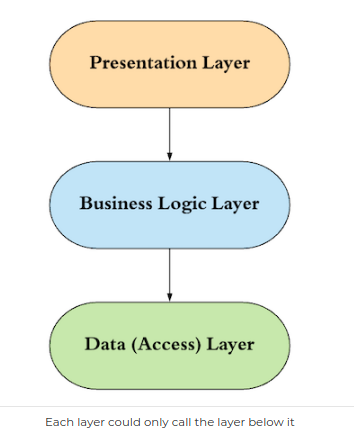 Presentation Layer
Business Logic Layer
Data (Access) Layer
Each layer could only call the layer below it